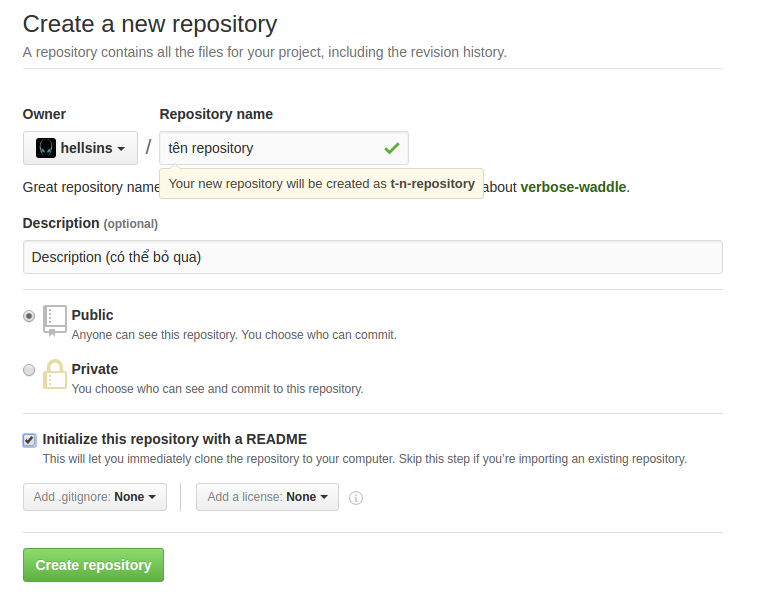 Create a new repository
A repository contains all the files for your project, including the revision history.
Owner Repository name
hellsins / tên repository
Great repository name
Your new repository will be created as t-n-repository
about verbose-waddle.
Description (optional)
Description (có thể bỏ qua)
Public
Anyone can see this repository. You choose who can commit.
Private
You choose who can see and commit to this repository.
Initialize this repository with a README
This will let you immediately clone the repository to your computer. Skip this step if you’re importing an existing repository.
Add .gitignore: None Add a license: None
Create repository